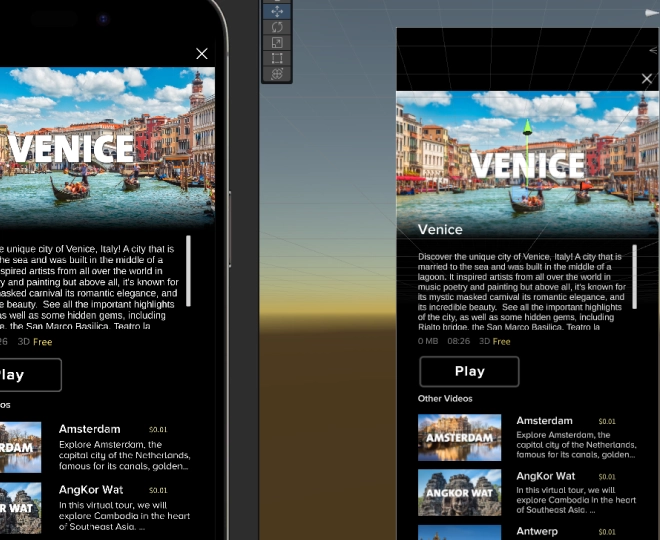 VENICE
e unique city of Venice, Italy! A city that is
he sea and was built in the middle of a
spired artists from all over the world in
y and painting but above all, it's known for
masked carnival its romantic elegance, and
e beauty.  See all the important highlights
as well as some hidden gems, including
e, the San Marco Basilica, Teatro la
26 3D Free
lay
os
RDAM
Amsterdam $0.01
Explore Amsterdam, the
capital city of the Netherlands,
famous for its canals, golden...
R WAT
AngKor Wat $0.01
In this virtual tour, we will
explore Cambodia in the heart
of Southeast Asia. ...
VENICE
Venice
Discover the unique city of Venice, Italy! A city that is
married to the sea and was built in the middle of a
lagoon. It inspired artists from all over the world in
music poetry and painting but above all, it's known for
its mystic masked carnival its romantic elegance, and
its incredible beauty.  See all the important highlights
of the city, as well as some hidden gems, including
Rialto bridge, the San Marco Basilica, Teatro la
0 MB 08:26 3D Free
Play
Other Videos
AMSTERDAM
Amsterdam $0.01
Explore Amsterdam, the
capital city of the Netherlands,
famous for its canals, golden...
ANGKOR WAT
AngKor Wat $0.01
In this virtual tour, we will
explore Cambodia in the heart
of Southeast Asia. ...
Antwerp $0.01